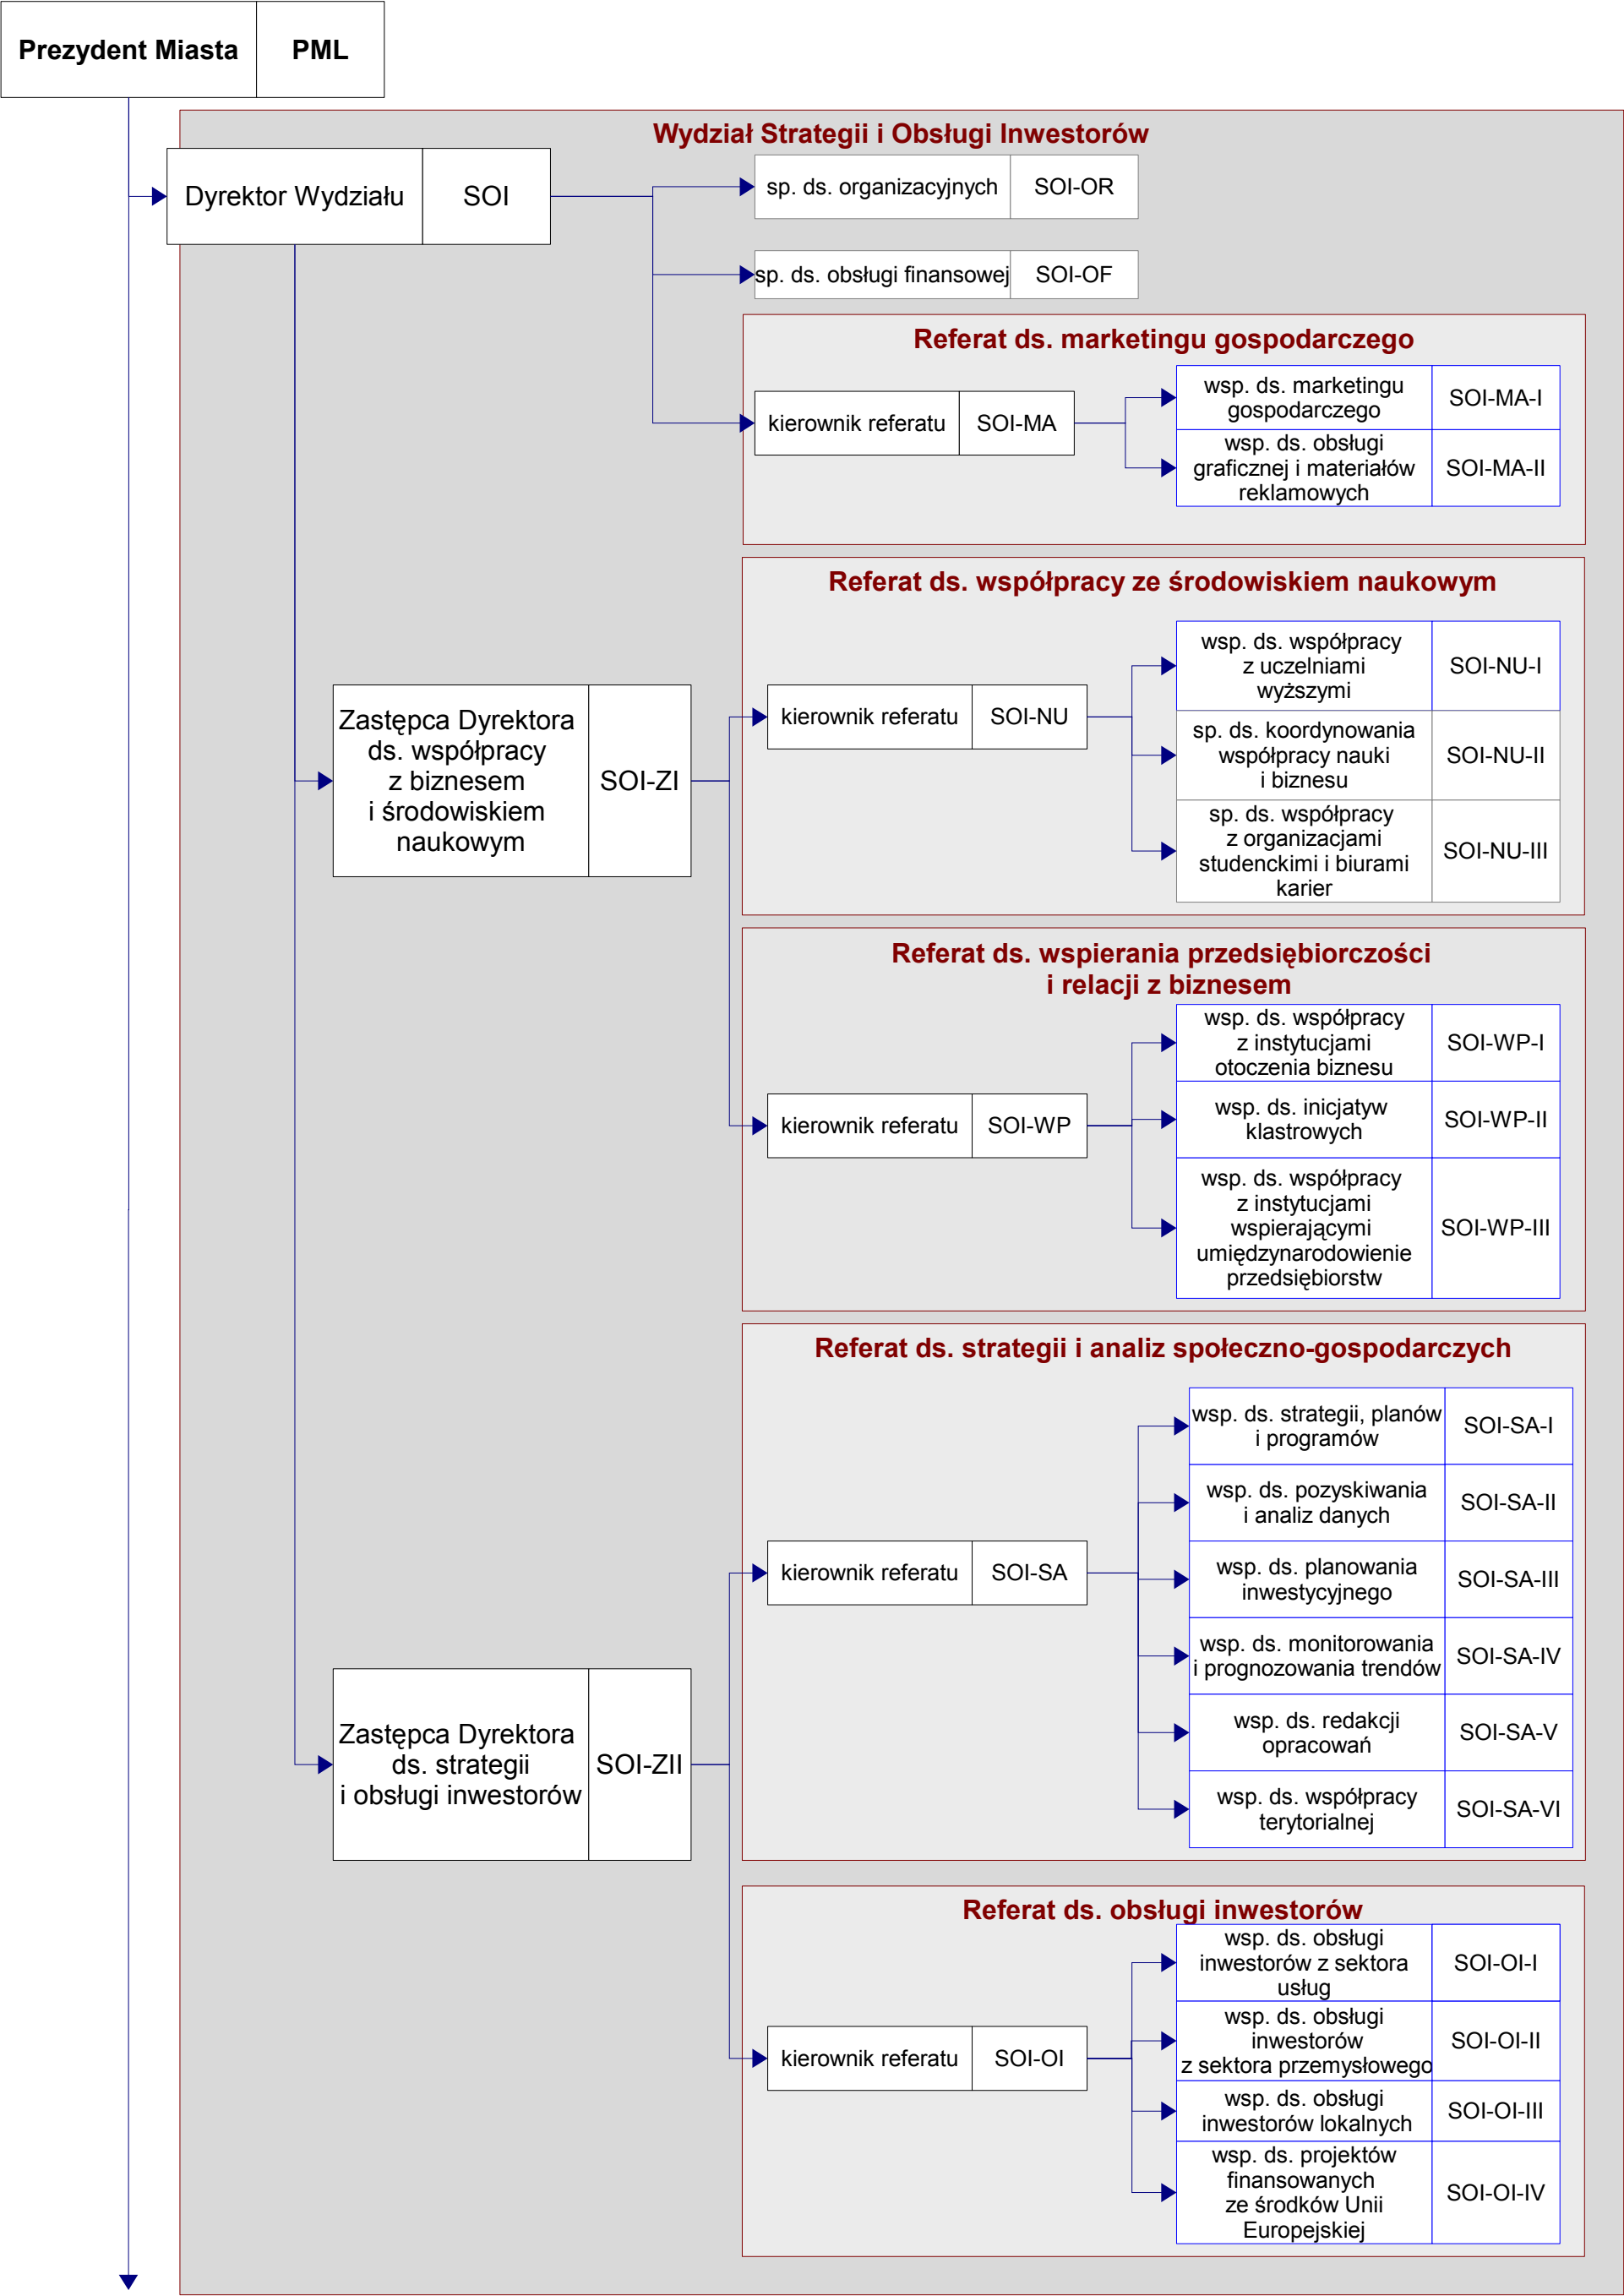 Prezydent Miasta
PML
Wydział Strategii i Obsługi Inwestorów
Dyrektor Wydziału
SOI
sp. ds. organizacyjnych
SOI-OR
sp. ds. obsługi finansowej
SOI-OF
Referat ds. marketingu gospodarczego
kierownik referatu
SOI-MA
wsp. ds. marketingu
gospodarczego
SOI-MA-I
wsp. ds. obsługi
graficznej i materiałów
reklamowych
SOI-MA-II
Zastępca Dyrektora
ds. współpracy
z biznesem
i środowiskiem
naukowym
SOI-ZI
Referat ds. współpracy ze środowiskiem naukowym
kierownik referatu
SOI-NU
wsp. ds. współpracy
z uczelniami
wyższymi
SOI-NU-I
sp. ds. koordynowania
współpracy nauki
i biznesu
SOI-NU-II
sp. ds. współpracy
z organizacjami
studenckimi i biurami
karier
SOI-NU-III
Referat ds. wspierania przedsiębiorczości
i relacji z biznesem
kierownik referatu
SOI-WP
wsp. ds. współpracy
z instytucjami
otoczenia biznesu
SOI-WP-I
wsp. ds. inicjatyw
klastrowych
SOI-WP-II
wsp. ds. współpracy
z instytucjami
wspierającymi
umiędzynarodowienie
przedsiębiorstw
SOI-WP-III
Zastępca Dyrektora
ds. strategii
i obsługi inwestorów
SOI-ZII
Referat ds. strategii i analiz społeczno-gospodarczych
kierownik referatu
SOI-SA
wsp. ds. strategii, planów
i programów
SOI-SA-I
wsp. ds. pozyskiwania
i analiz danych
SOI-SA-II
wsp. ds. planowania
inwestycyjnego
SOI-SA-III
wsp. ds. monitorowania
i prognozowania trendów
SOI-SA-IV
wsp. ds. redakcji
opracowań
SOI-SA-V
wsp. ds. współpracy
terytorialnej
SOI-SA-VI
Referat ds. obsługi inwestorów
kierownik referatu
SOI-OI
wsp. ds. obsługi
inwestorów z sektora
usług
SOI-OI-I
wsp. ds. obsługi
inwestorów
z sektora przemysłowego
SOI-OI-II
wsp. ds. obsługi
inwestorów lokalnych
SOI-OI-III
wsp. ds. projektów
finansowanych
ze środków Unii
Europejskiej
SOI-OI-IV